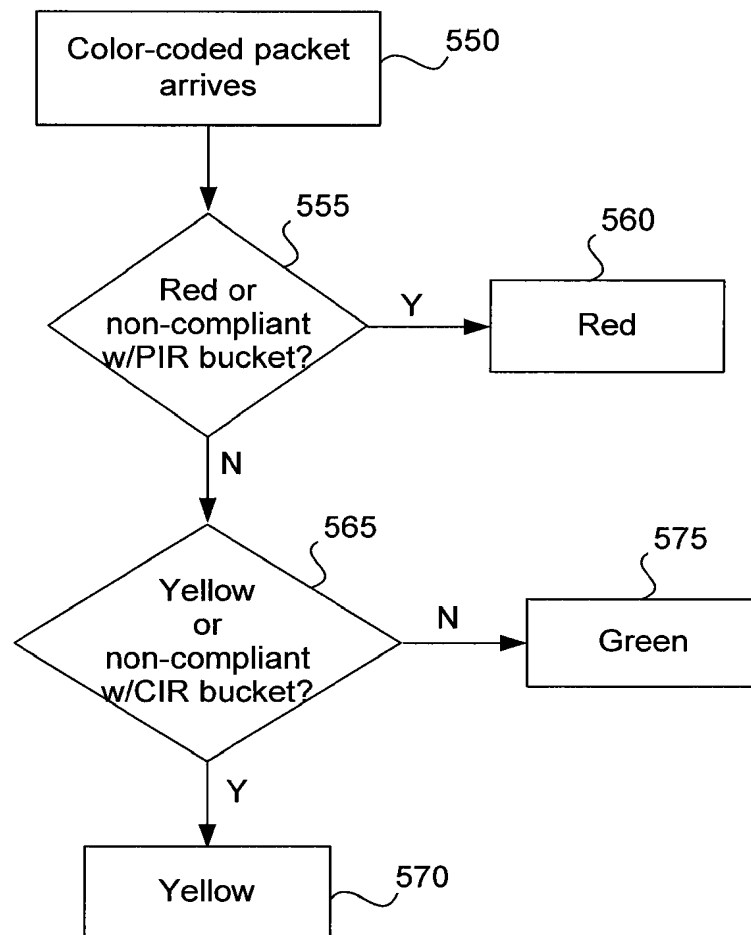 Color-coded packet
arrives
550
555
Red or
non-compliant
w/PIR bucket?
Y
560
Red
N
565
Yellow
or
non-compliant
w/CIR bucket?
N
575
Green
Y
Yellow
570